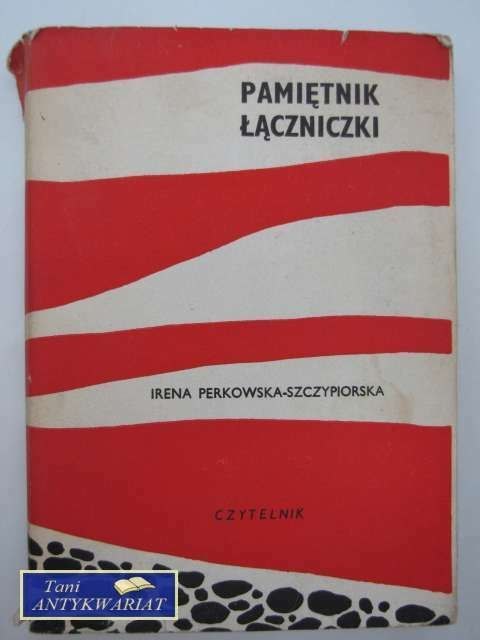 PAMIĘTNIK
ŁĄCZNICZKI
IRENA PERKOWSKA-SZCZYPIORSKA
CZYTELNIK
Tani
ANTYKWARIAT